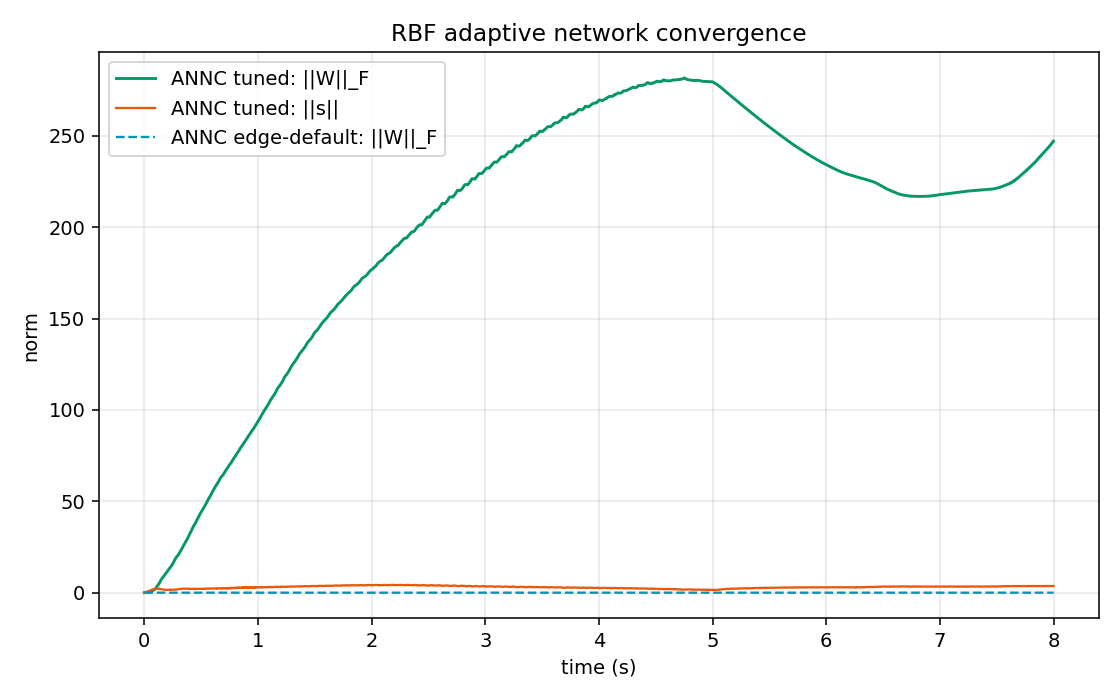 RBF adaptive network convergence
ANNC tuned: ||W||_F
ANNC tuned: ||s||
ANNC edge-default: ||W||_F
norm
250
200
150
100
50
0
0 1 2 3 4 5 6 7 8
time (s)